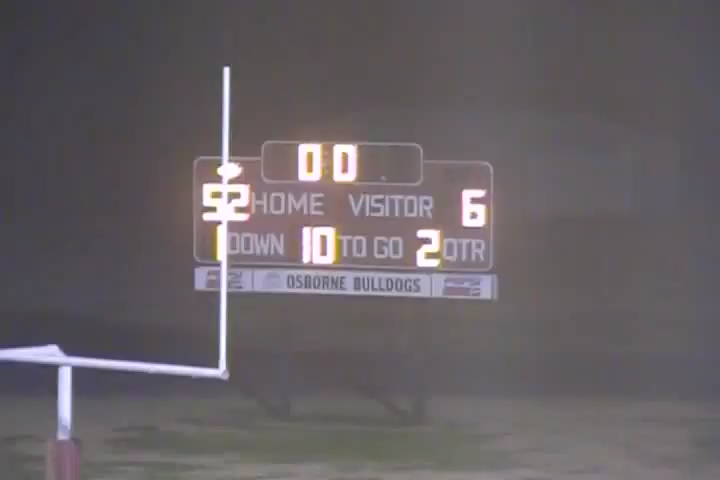 00
52 HOME VISITOR 6
1 DOWN 10 TO GO 2 QTR
OSBORNE BULLDOGS